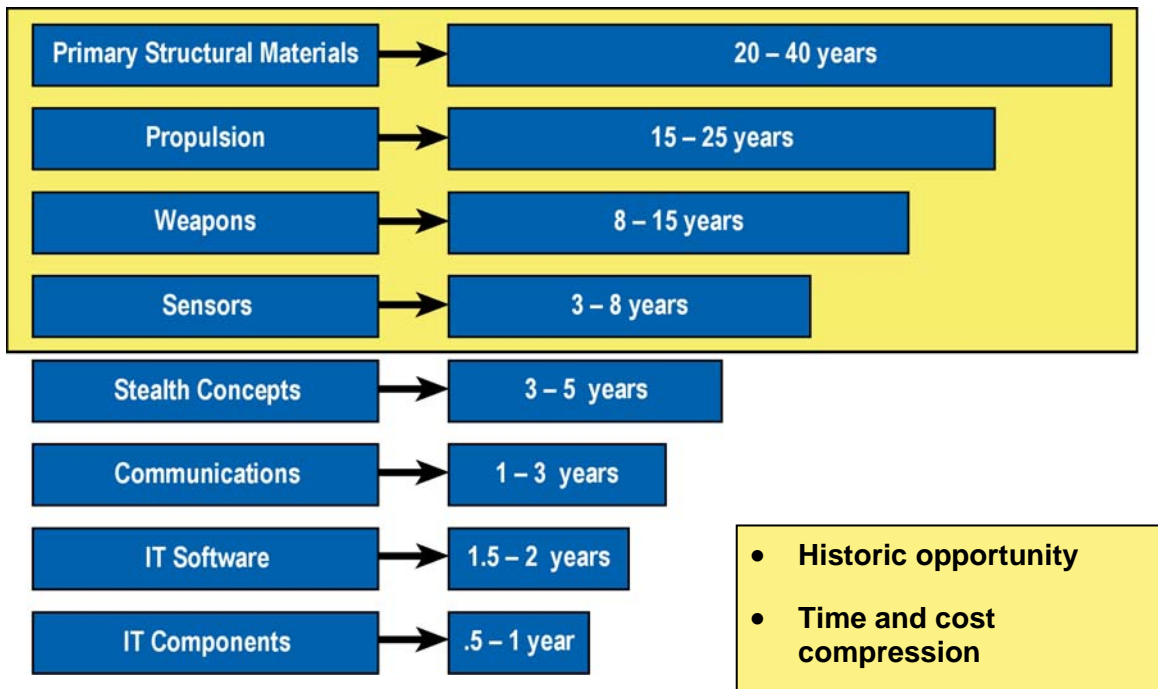 Primary Structural Materials
20 – 40 years
Propulsion
15 – 25 years
Weapons
8 – 15 years
Sensors
3 – 8 years
Stealth Concepts
3 – 5 years
Communications
1 – 3 years
IT Software
1.5 – 2 years
IT Components
.5 – 1 year
• Historic opportunity
• Time and cost
compression